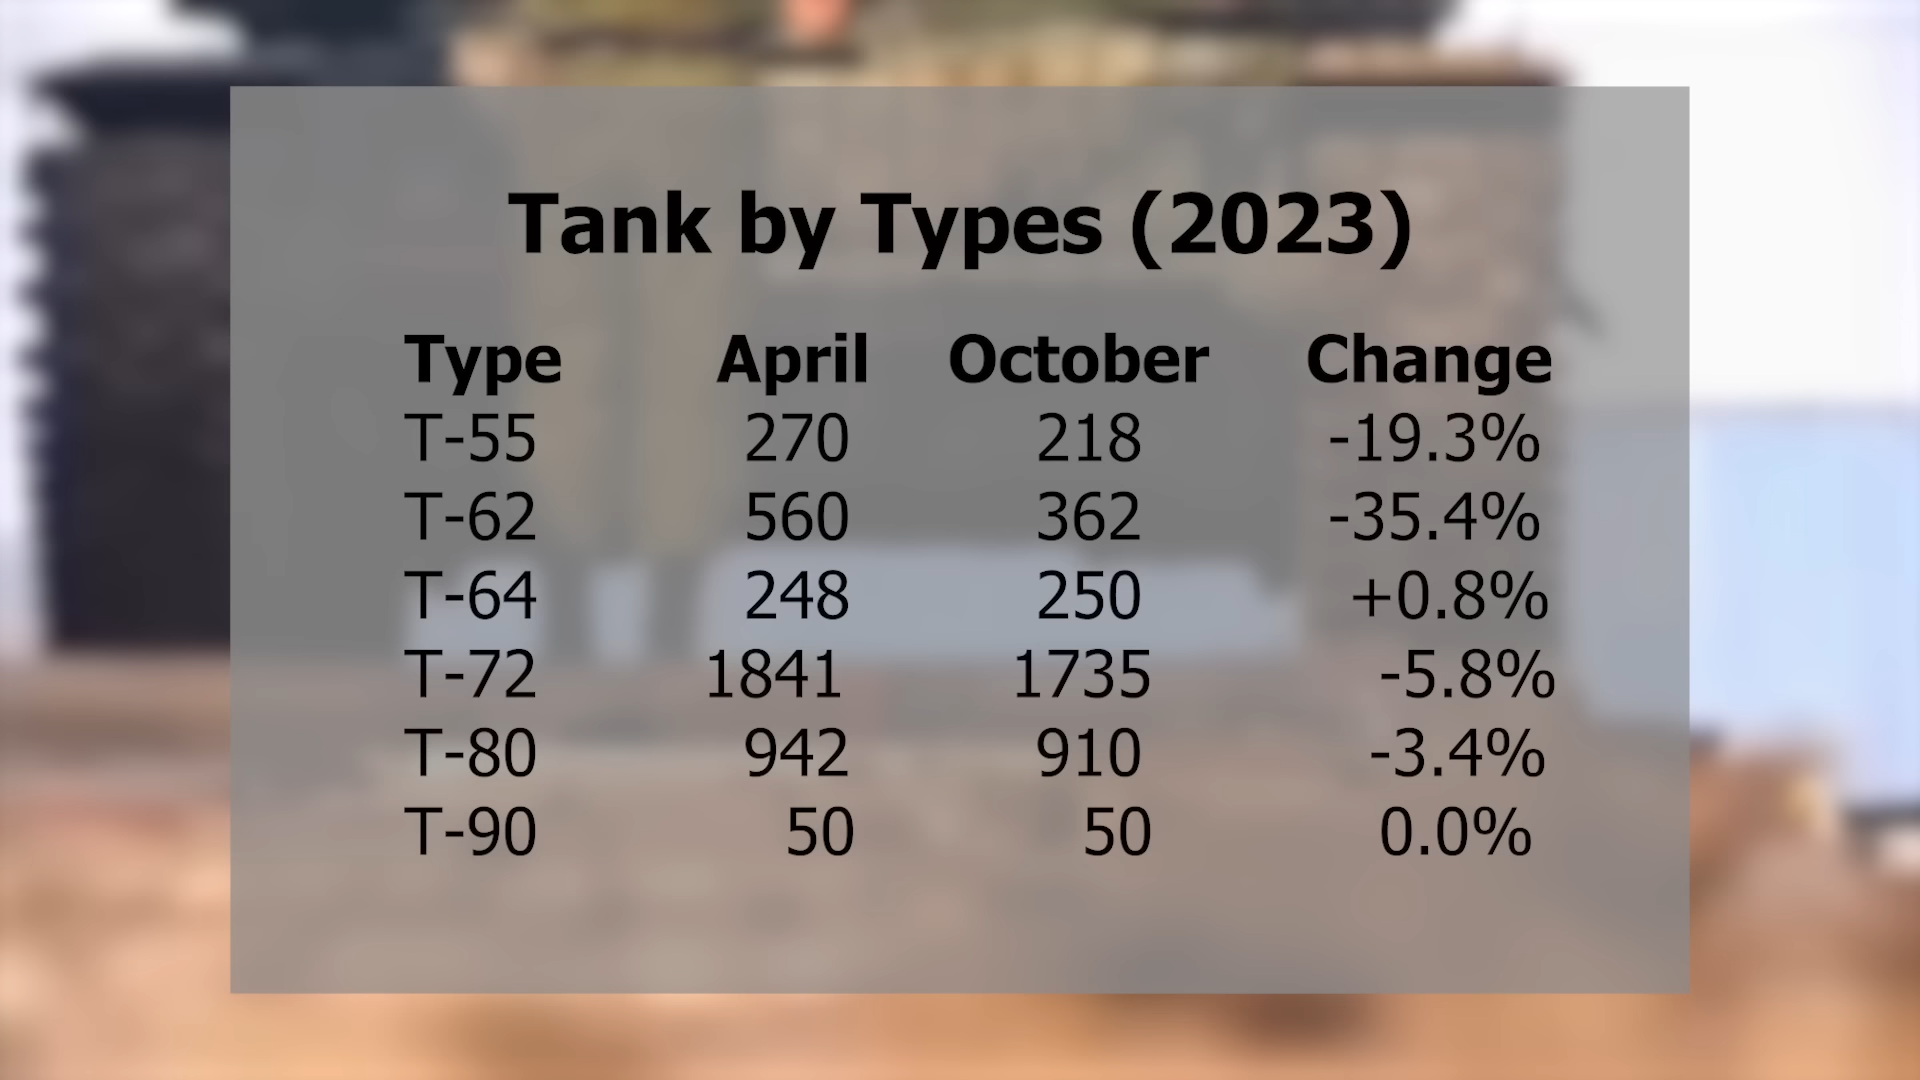 Tank by Types (2023)
Type April October Change
T-55 270 218 -19.3%
T-62 560 362 -35.4%
T-64 248 250 +0.8%
T-72 1841 1735 -5.8%
T-80 942 910 -3.4%
T-90 50 50 0.0%